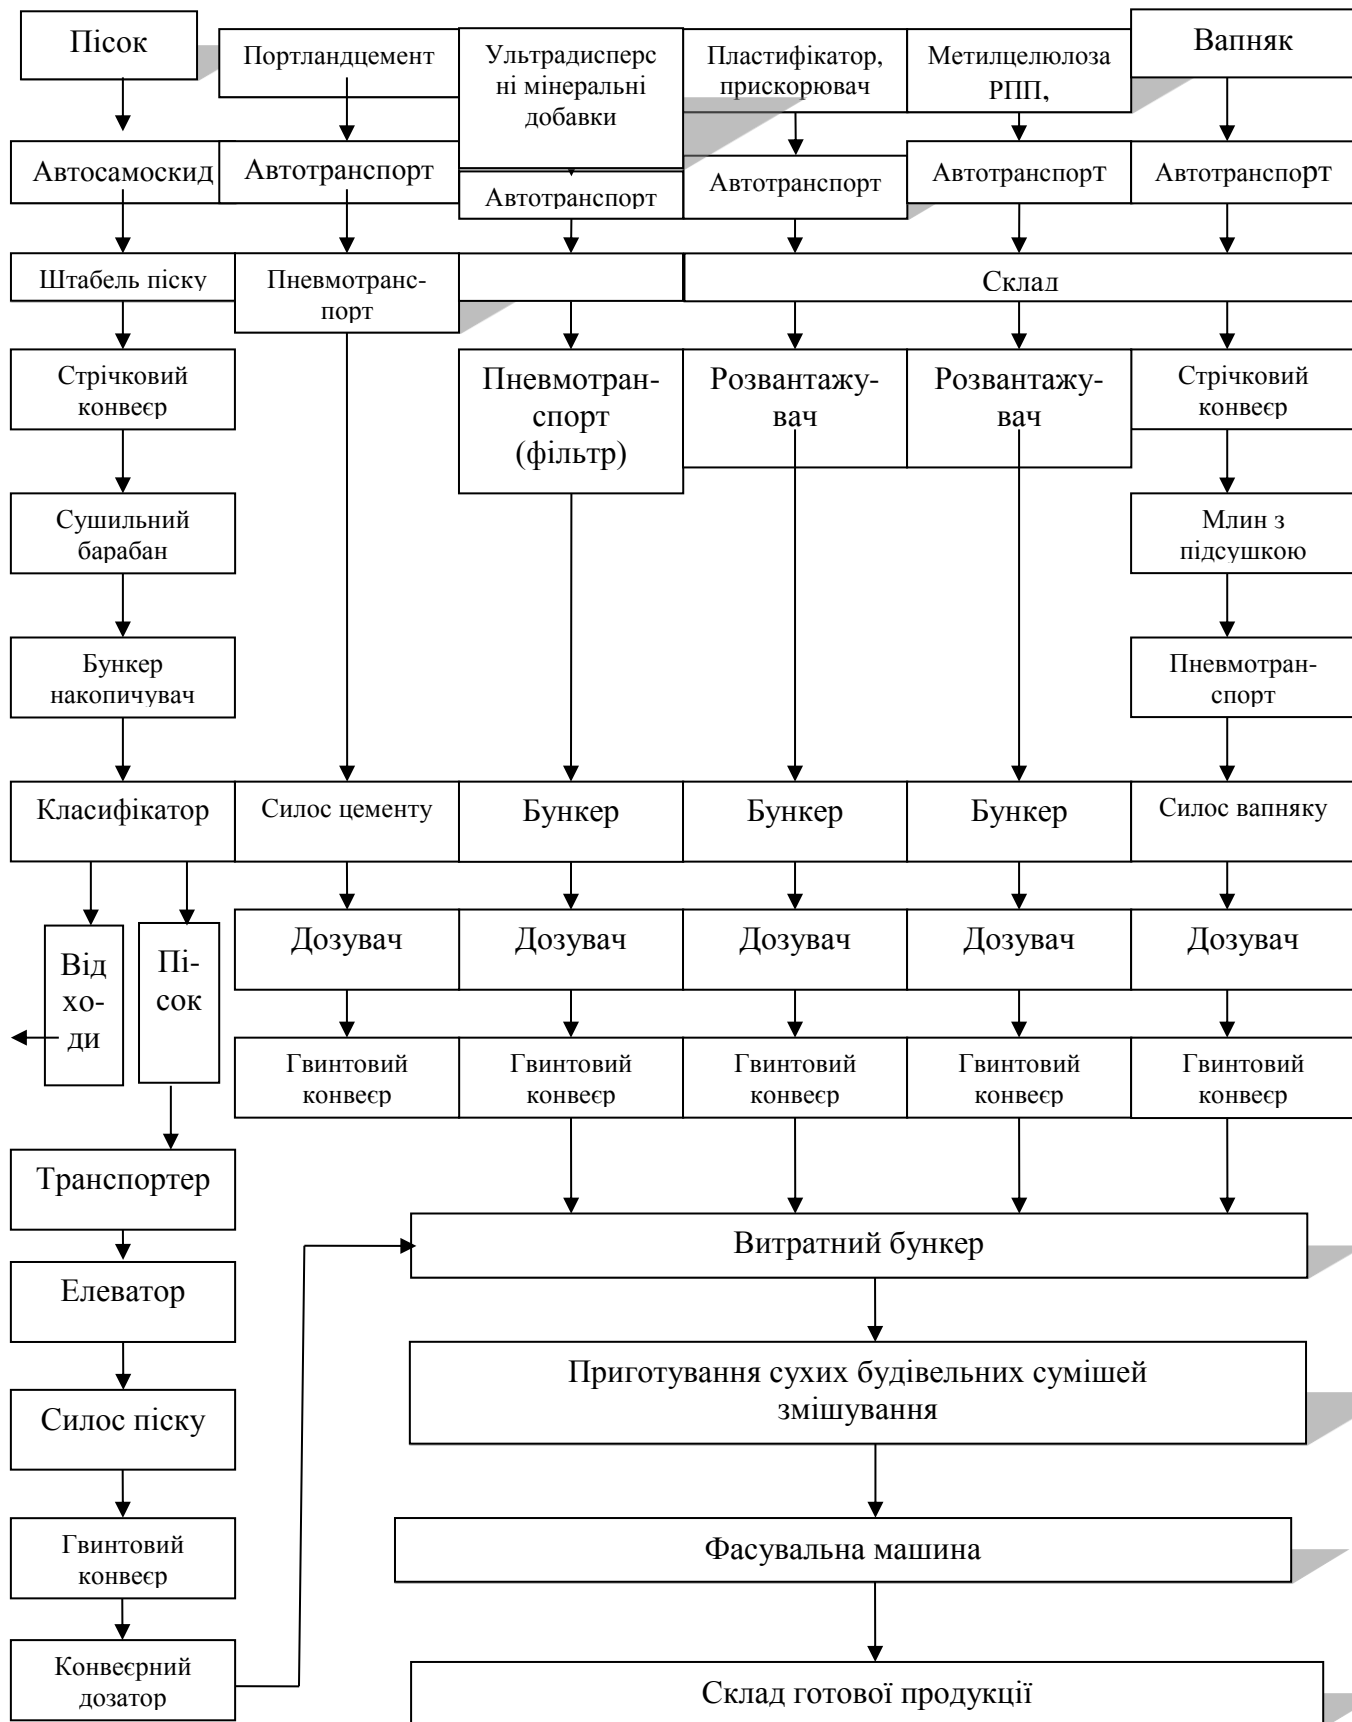 Пісок
Портландцемент
Ультрадисперс
ні мінеральні
добавки
Пластифікатор,
прискорювач
Метилцелюлоза
РПП,
Вапняк
Автосамоскид
Автотранспорт
Автотранспорт
Автотранспорт
Автотранспорт
Автотранспорт
Штабель піску
Пневмотранс-
порт
Склад
Стрічковий
конвеєр
Пневмотран-
спорт
(фільтр)
Розвантажу-
вач
Розвантажу-
вач
Стрічковий
конвеєр
Сушильний
барабан
Млин з
підсушкою
Бункер
накопичувач
Пневмотран-
спорт
Класифікатор
Силос цементу
Бункер
Бункер
Бункер
Силос вапняку
Від
хо-
ди
Пі-
сок
Дозувач
Дозувач
Дозувач
Дозувач
Дозувач
Гвинтовий
конвеєр
Гвинтовий
конвеєр
Гвинтовий
конвеєр
Гвинтовий
конвеєр
Гвинтовий
конвеєр
Транспортер
Витратний бункер
Елеватор
Приготування сухих будівельних сумішей
змішування
Силос піску
Гвинтовий
конвеєр
Фасувальна машина
Конвеєрний
дозатор
Склад готової продукції